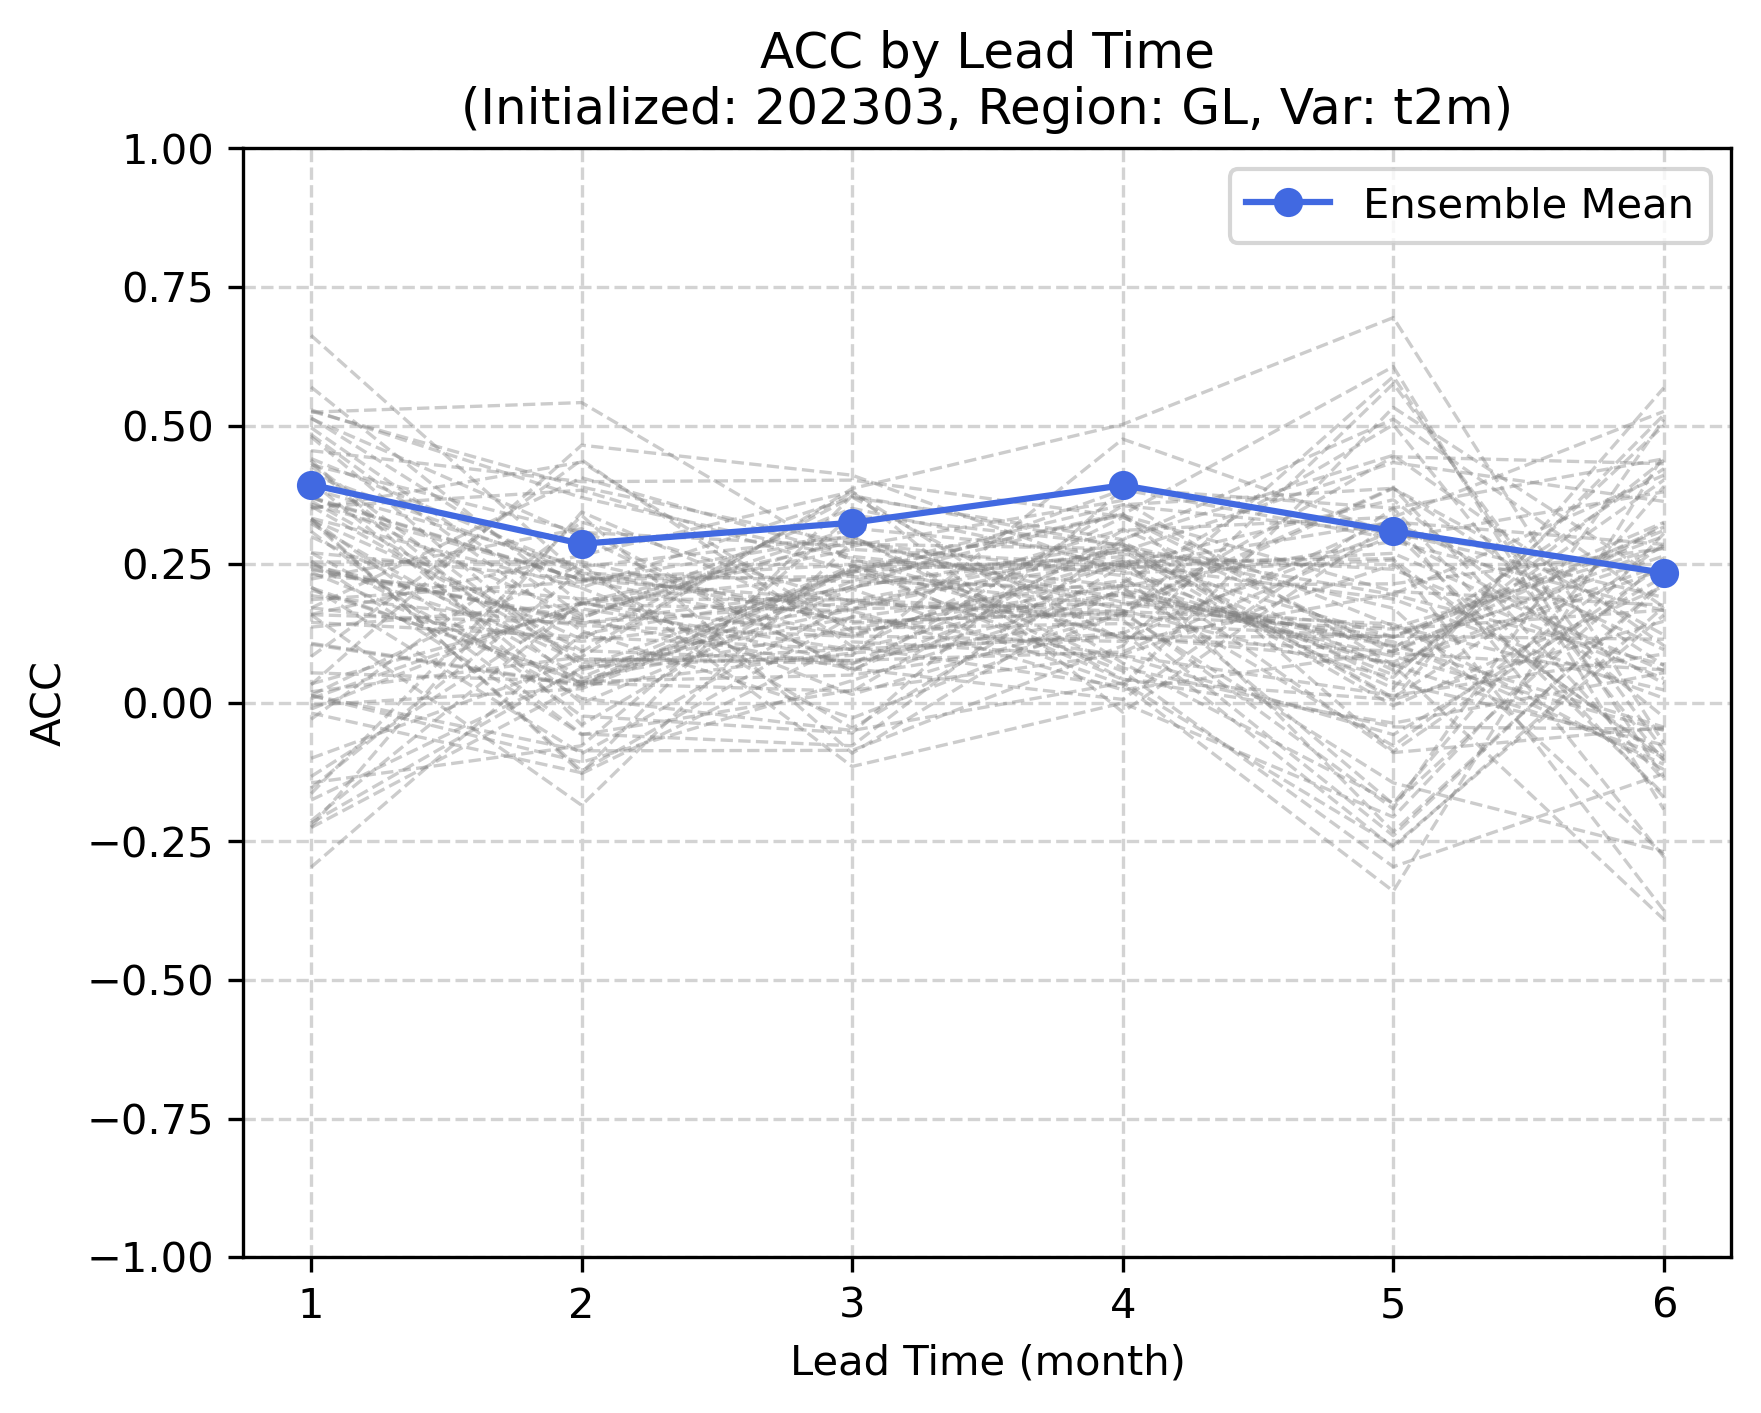 ACC by Lead Time
(Initialized: 202303, Region: GL, Var: t2m)
Ensemble Mean
1.00
0.75
0.50
0.25
0.00
−0.25
−0.50
−0.75
−1.00
ACC
1 2 3 4 5 6
Lead Time (month)